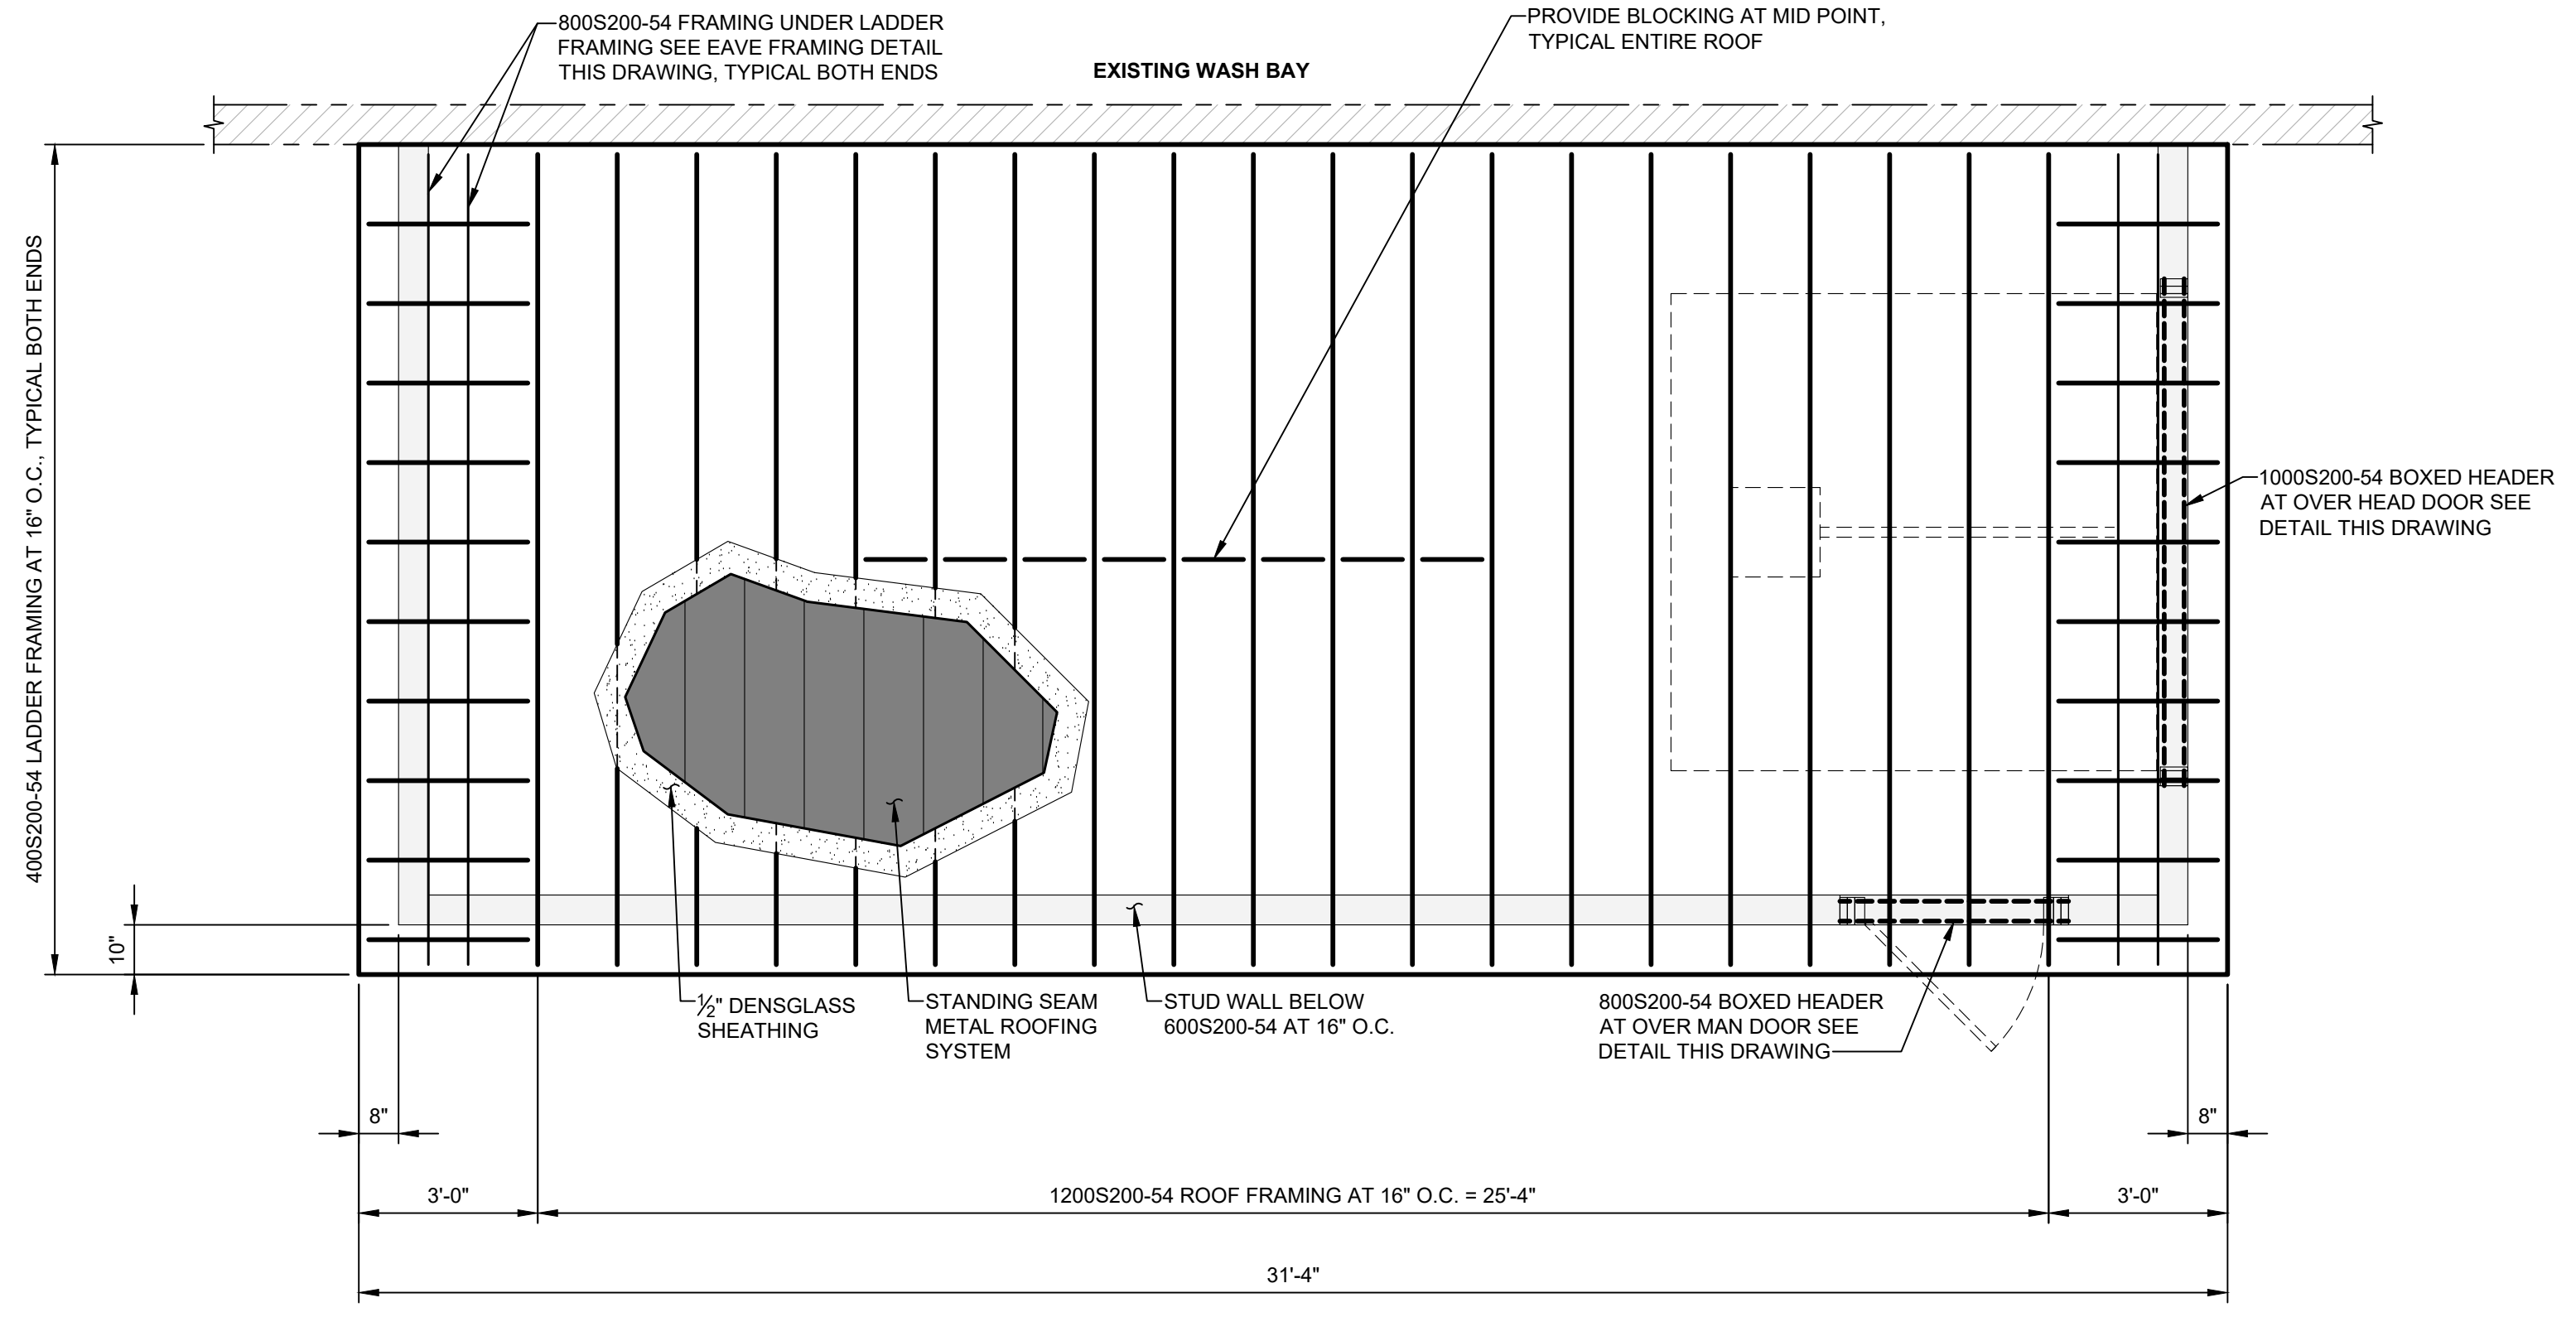 800S200-54 FRAMING UNDER LADDER
FRAMING SEE EAVE FRAMING DETAIL
THIS DRAWING, TYPICAL BOTH ENDS
EXISTING WASH BAY
PROVIDE BLOCKING AT MID POINT,
TYPICAL ENTIRE ROOF
400S200-54 LADDER FRAMING AT 16" O.C., TYPICAL BOTH ENDS
1000S200-54 BOXED HEADER
AT OVER HEAD DOOR SEE
DETAIL THIS DRAWING
10"
½" DENSGLASS
SHEATHING
STANDING SEAM
METAL ROOFING
SYSTEM
STUD WALL BELOW
600S200-54 AT 16" O.C.
800S200-54 BOXED HEADER
AT OVER MAN DOOR SEE
DETAIL THIS DRAWING
8"
8"
3'-0"
1200S200-54 ROOF FRAMING AT 16" O.C. = 25'-4"
3'-0"
31'-4"